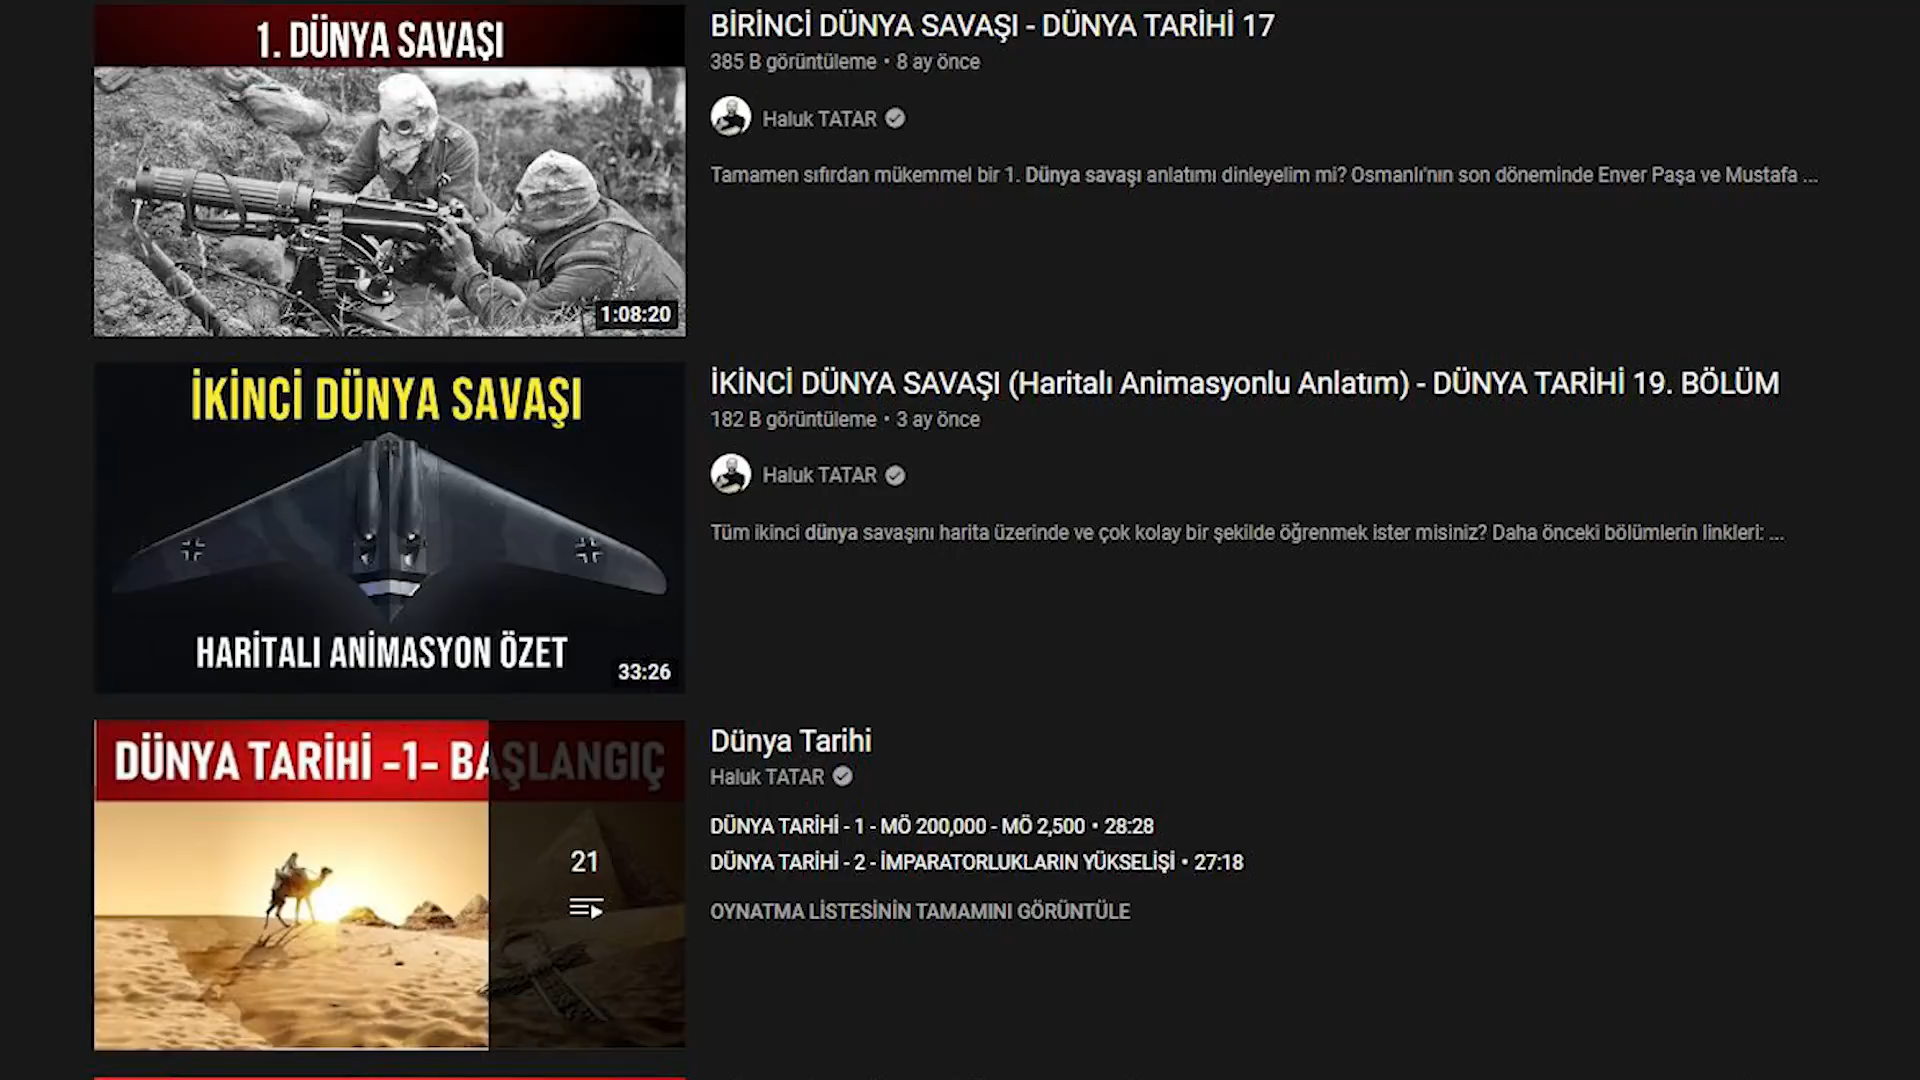 1. DÜNYA SAVAŞI
1:08:20
BİRİNCİ DÜNYA SAVAŞI - DÜNYA TARİHİ 17
385 B görüntüleme • 8 ay önce
Haluk TATAR
Tamamen sıfırdan mükemmel bir 1. Dünya savaşı anlatımı dinleyelim mi? Osmanlı'nın son döneminde Enver Paşa ve Mustafa ...
İKİNCİ DÜNYA SAVAŞI
HARİTALI ANİMASYON ÖZET
33:26
İKİNCİ DÜNYA SAVAŞI (Haritalı Animasyonlu Anlatım) - DÜNYA TARİHİ 19. BÖLÜM
182 B görüntüleme • 3 ay önce
Haluk TATAR
Tüm ikinci dünya savaşını harita üzerinde ve çok kolay bir şekilde öğrenmek ister misiniz? Daha önceki bölümlerin linkleri: ...
DÜNYA TARİHİ -1- BAŞLANGIÇ
21
Dünya Tarihi
Haluk TATAR
DÜNYA TARİHİ - 1 - MÖ 200,000 - MÖ 2,500 • 28:28
DÜNYA TARİHİ - 2 - İMPARATORLUKLARIN YÜKSELİŞİ • 27:18
OYNATMA LİSTESİNİN TAMAMINI GÖRÜNTÜLE